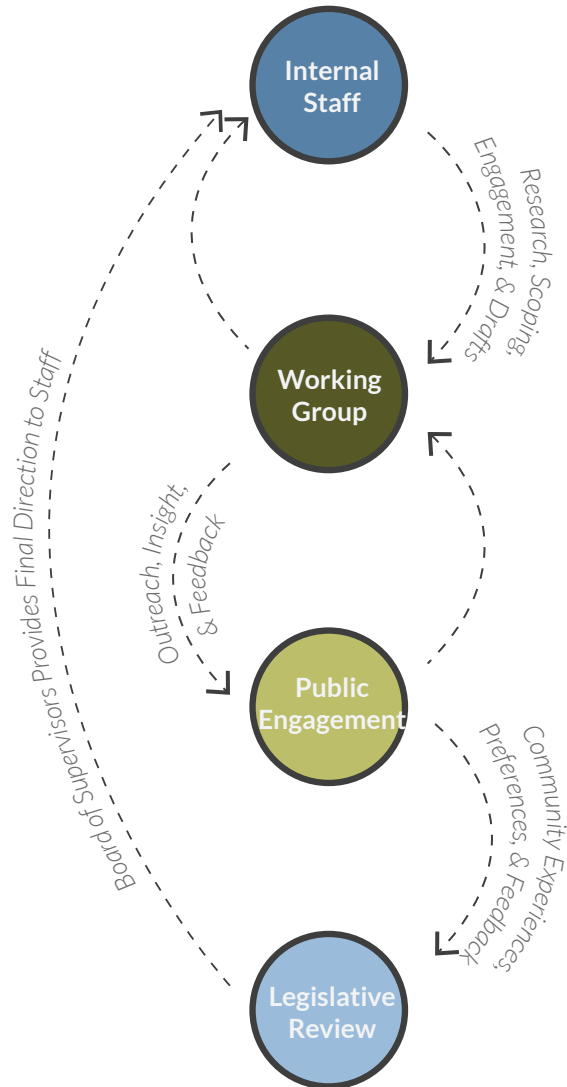 Internal
Staff
Research, Scoping,
Engagement, & Drafts
Working
Group
Board of Supervisors Provides Final Direction to Staff
Outreach, Insight,
& Feedback
Public
Engagement
Community Experiences,
Preferences, & Feedback
Legislative
Review